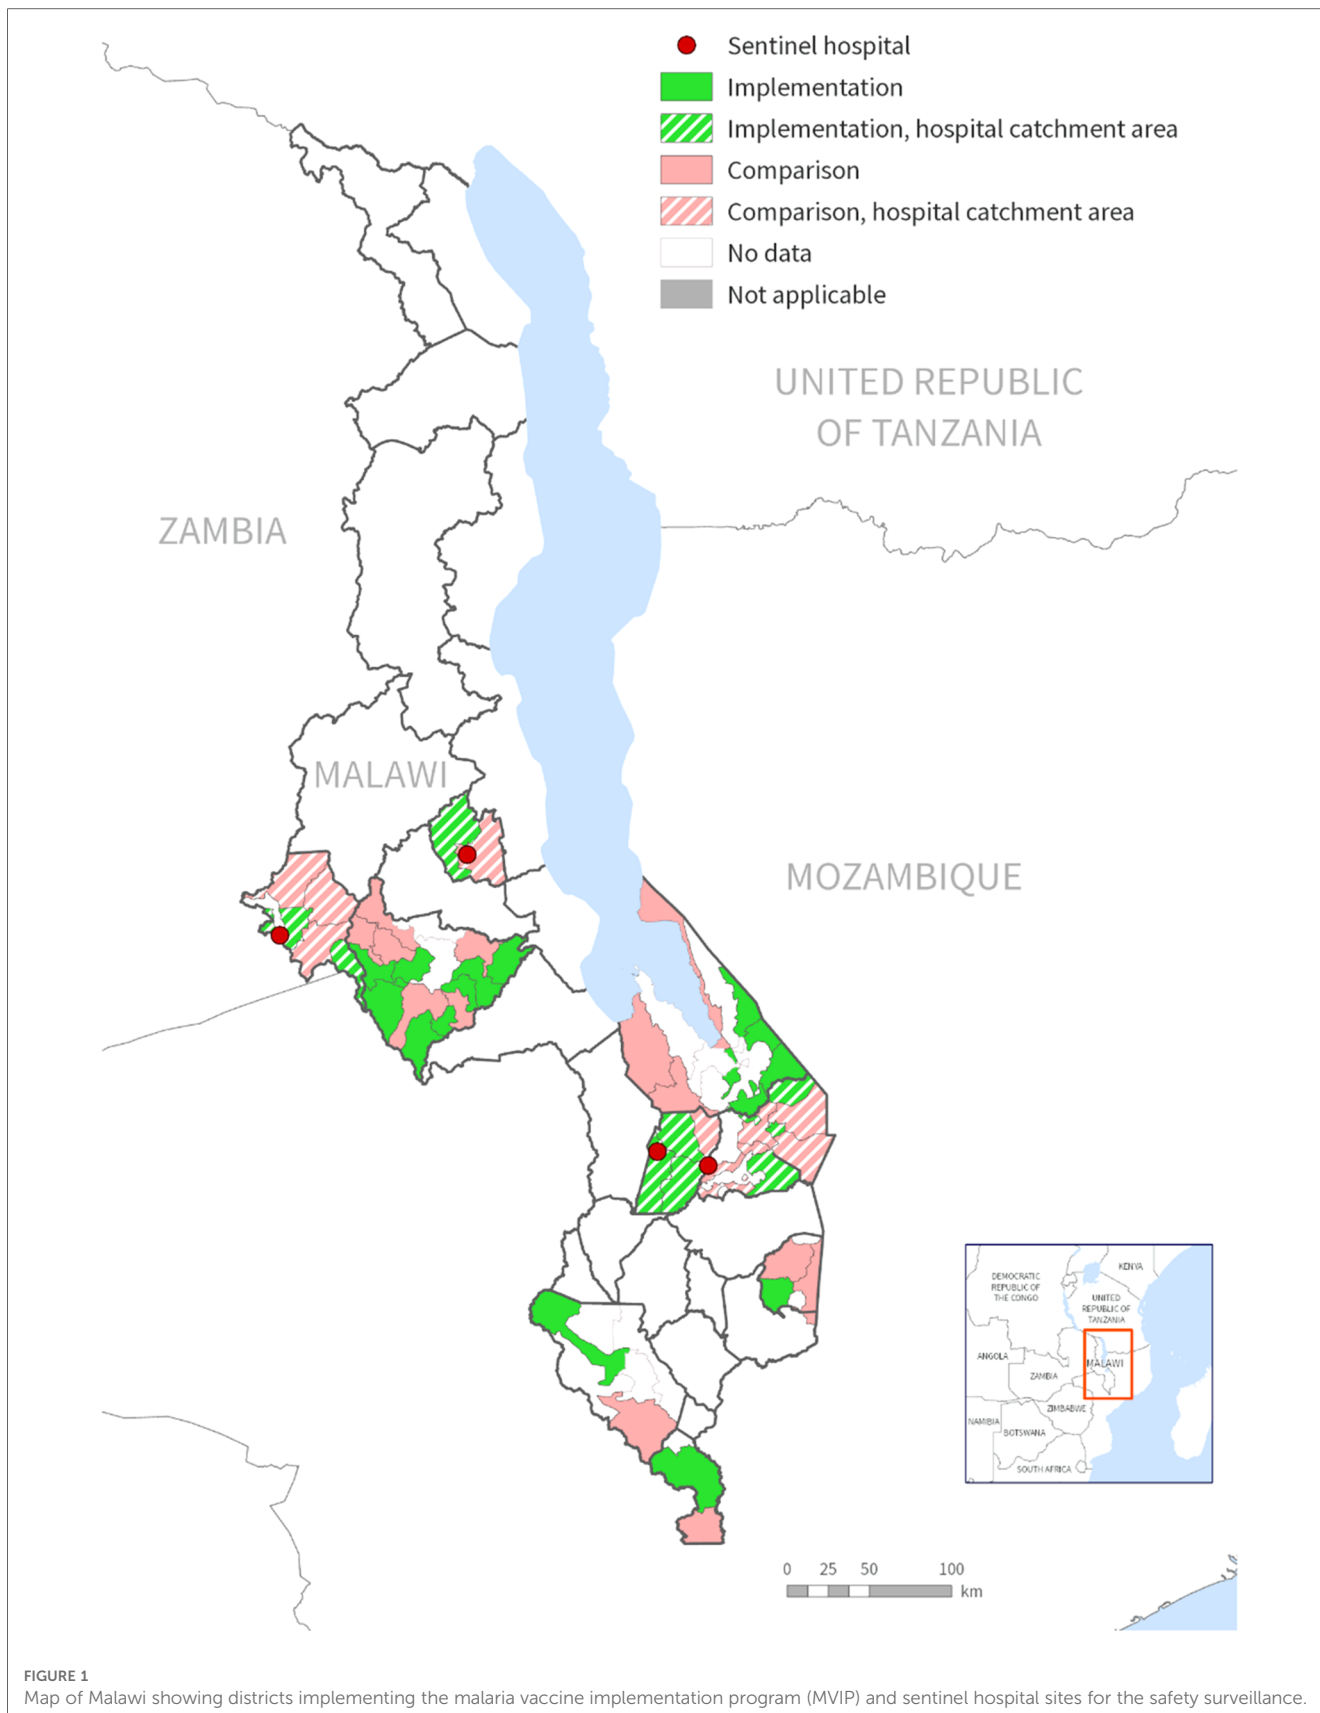 Sentinel hospital
Implementation
Implementation, hospital catchment area
Comparison
Comparison, hospital catchment area
No data
Not applicable
UNITED REPUBLIC
OF TANZANIA
ZAMBIA
MALAWI
MOZAMBIQUE
DEMOCRATIC
REPUBLIC OF
THE CONGO
KENYA
UNITED
REPUBLIC OF
TANZANIA
ANGOLA
MALAWI
ZAMBIA
ZIMBABWE
NAMIBIA
BOTSWANA
SOUTH AFRICA
0 25 50 100
km
FIGURE 1
Map of Malawi showing districts implementing the malaria vaccine implementation program (MVIP) and sentinel hospital sites for the safety surveillance.